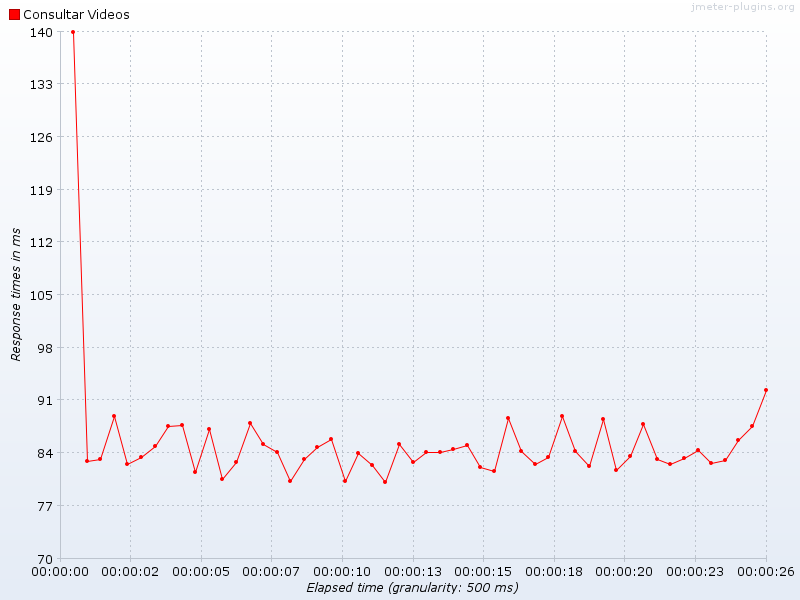 jmeter-plugins.org
Consultar Videos
140
133
126
119
112
105
98
91
84
77
70
Response times in ms
00:00:00 00:00:02 00:00:05 00:00:07 00:00:10 00:00:13 00:00:15 00:00:18 00:00:20 00:00:23 00:00:26
Elapsed time (granularity: 500 ms)